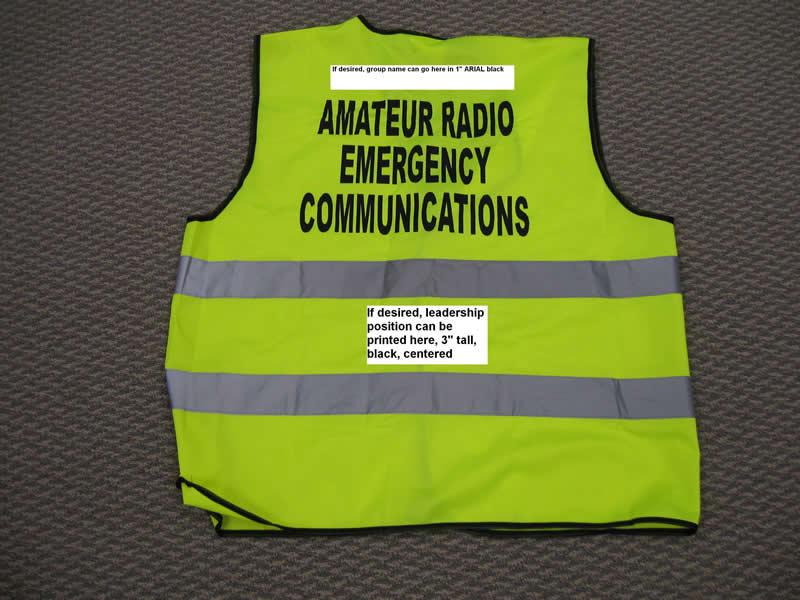 If desired, group name can go here in 1" ARIAL black
AMATEUR RADIO
EMERGENCY
COMMUNICATIONS
If desired, leadership
position can be
printed here, 3" tall,
black, centered